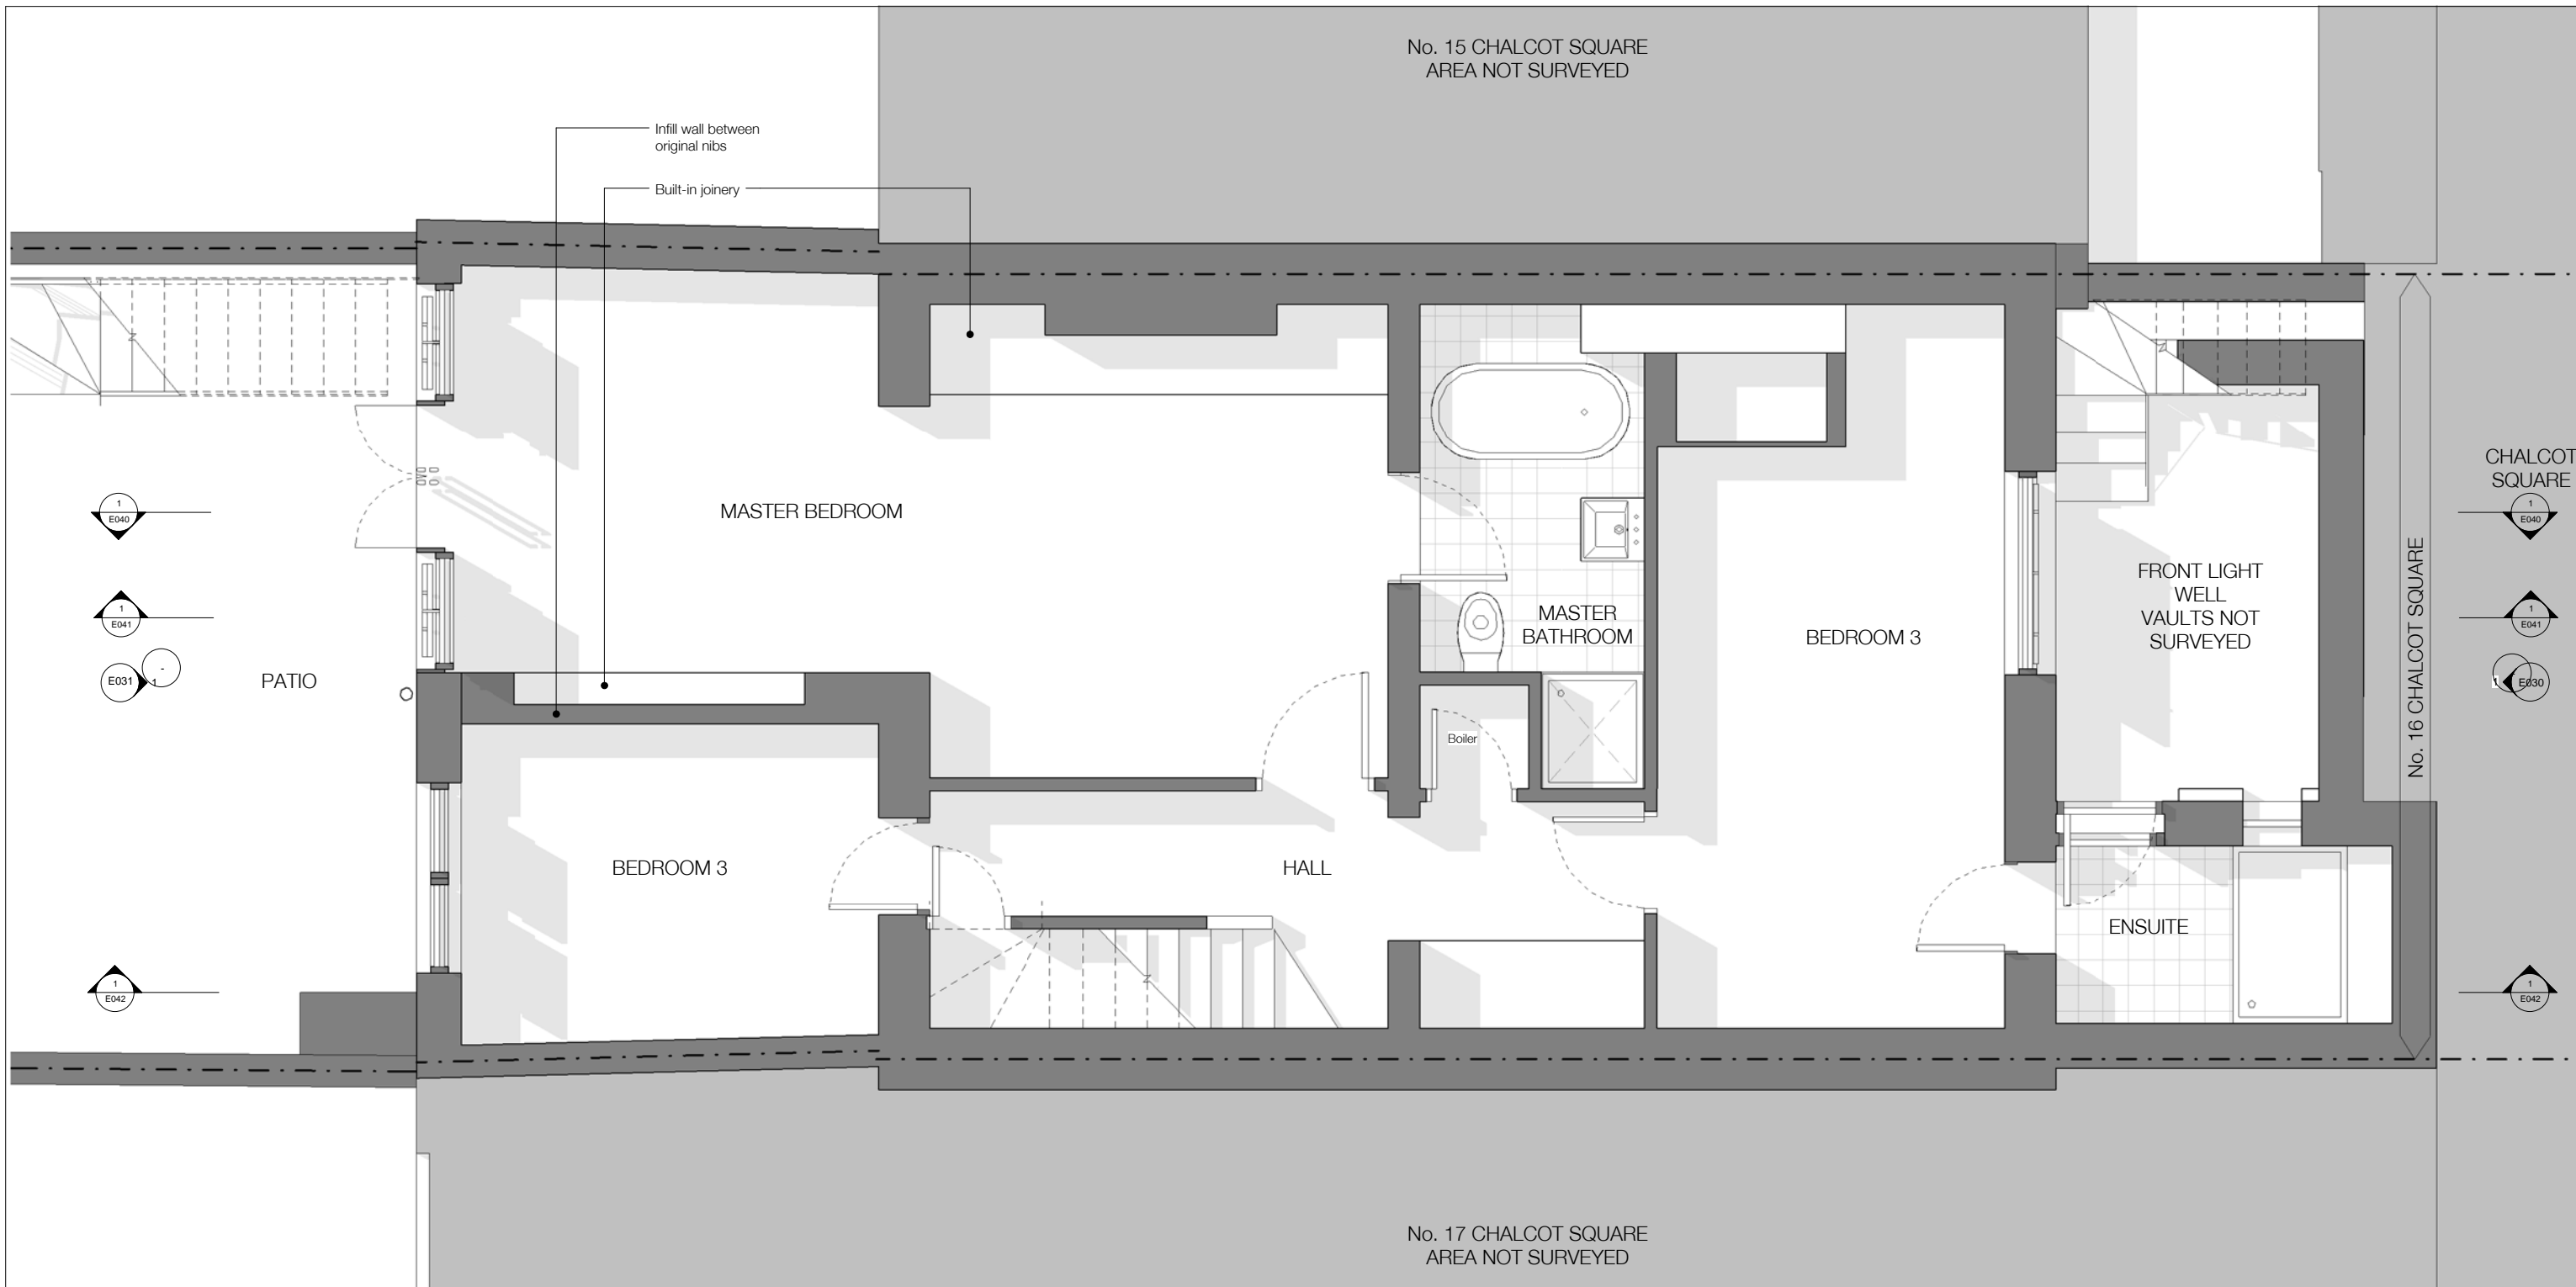 No. 15 CHALCOT SQUARE
AREA NOT SURVEYED
Infill wall between
original nibs
Built-in joinery
CHALCOT
SQUARE
1
E040
1
E040
MASTER BEDROOM
FRONT LIGHT
WELL
VAULTS NOT
SURVEYED
No. 16 CHALCOT SQUARE
1
E041
1
E041
MASTER
BATHROOM
BEDROOM 3
-
E031
1
PATIO
1
E030
Boiler
BEDROOM 3
HALL
ENSUITE
1
E042
1
E042
No. 17 CHALCOT SQUARE
AREA NOT SURVEYED